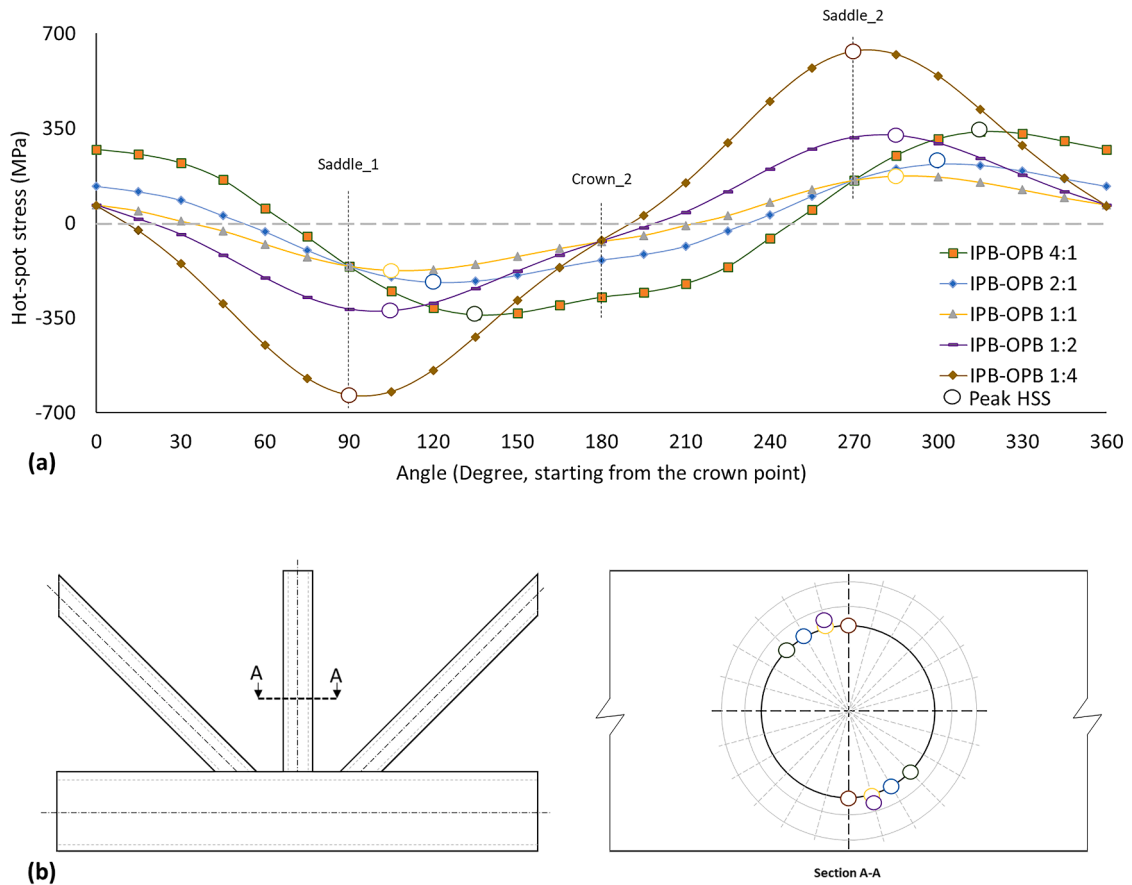 Saddle_2
700
350
0
-350
-700
Hot-spot stress (MPa)
Saddle_1
Crown_2
IPB-OPB 4:1
IPB-OPB 2:1
IPB-OPB 1:1
IPB-OPB 1:2
IPB-OPB 1:4
Peak HSS
0 30 60 90 120 150 180 210 240 270 300 330 360
(a)
Angle (Degree, starting from the crown point)
A A
(b)
Section A-A